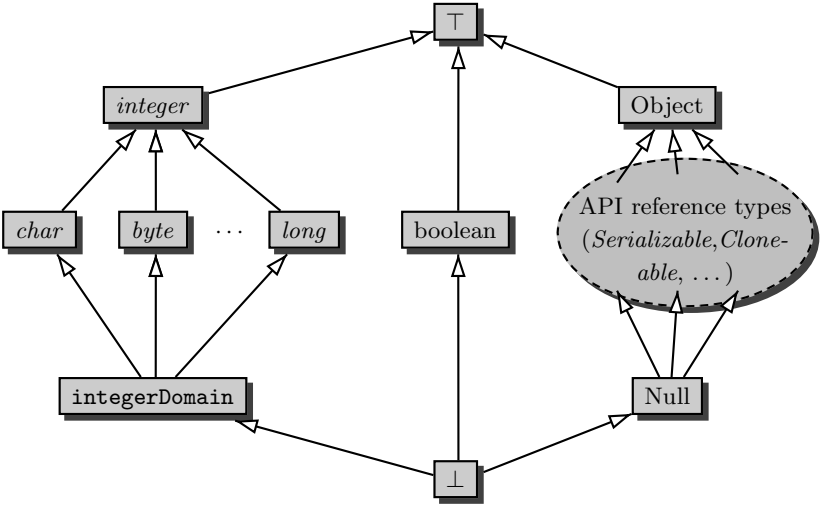 ⊤
integer
Object
char
byte
...
long
boolean
API reference types
(Serializable,Clone-
able, ...)
integerDomain
Null
⊥